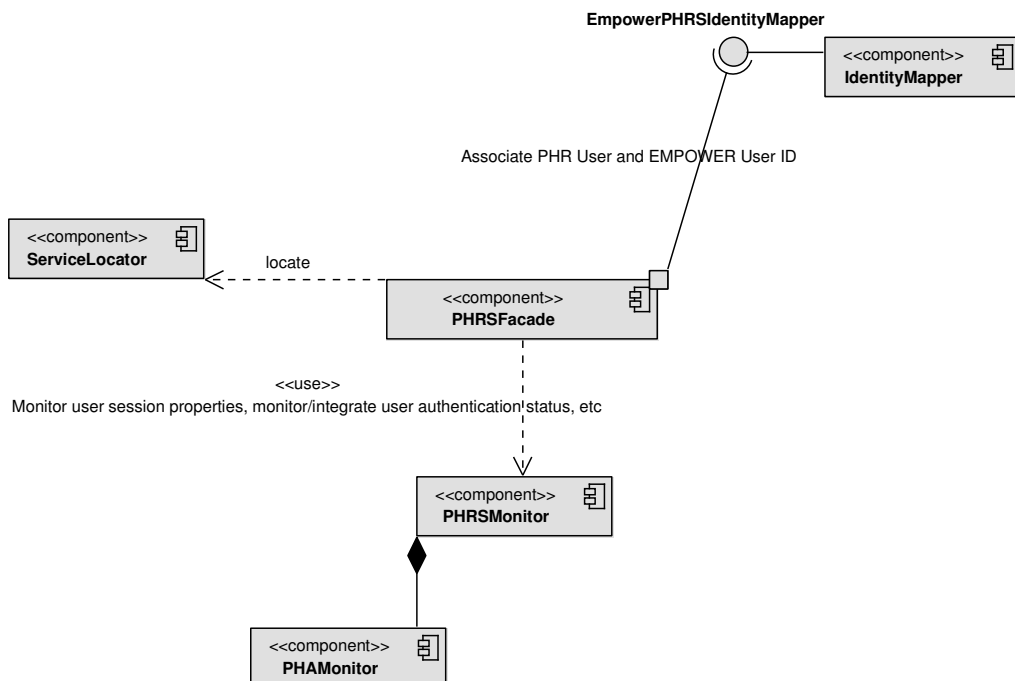 EmpowerPHRSIdentityMapper
<<component>>
IdentityMapper
Associate PHR User and EMPOWER User ID
<<component>>
ServiceLocator
locate
<<component>>
PHRSFacade
<<use>>
Monitor user session properties, monitor/integrate user authentication status, etc
<<component>>
PHRSMonitor
<<component>>
PHAMonitor